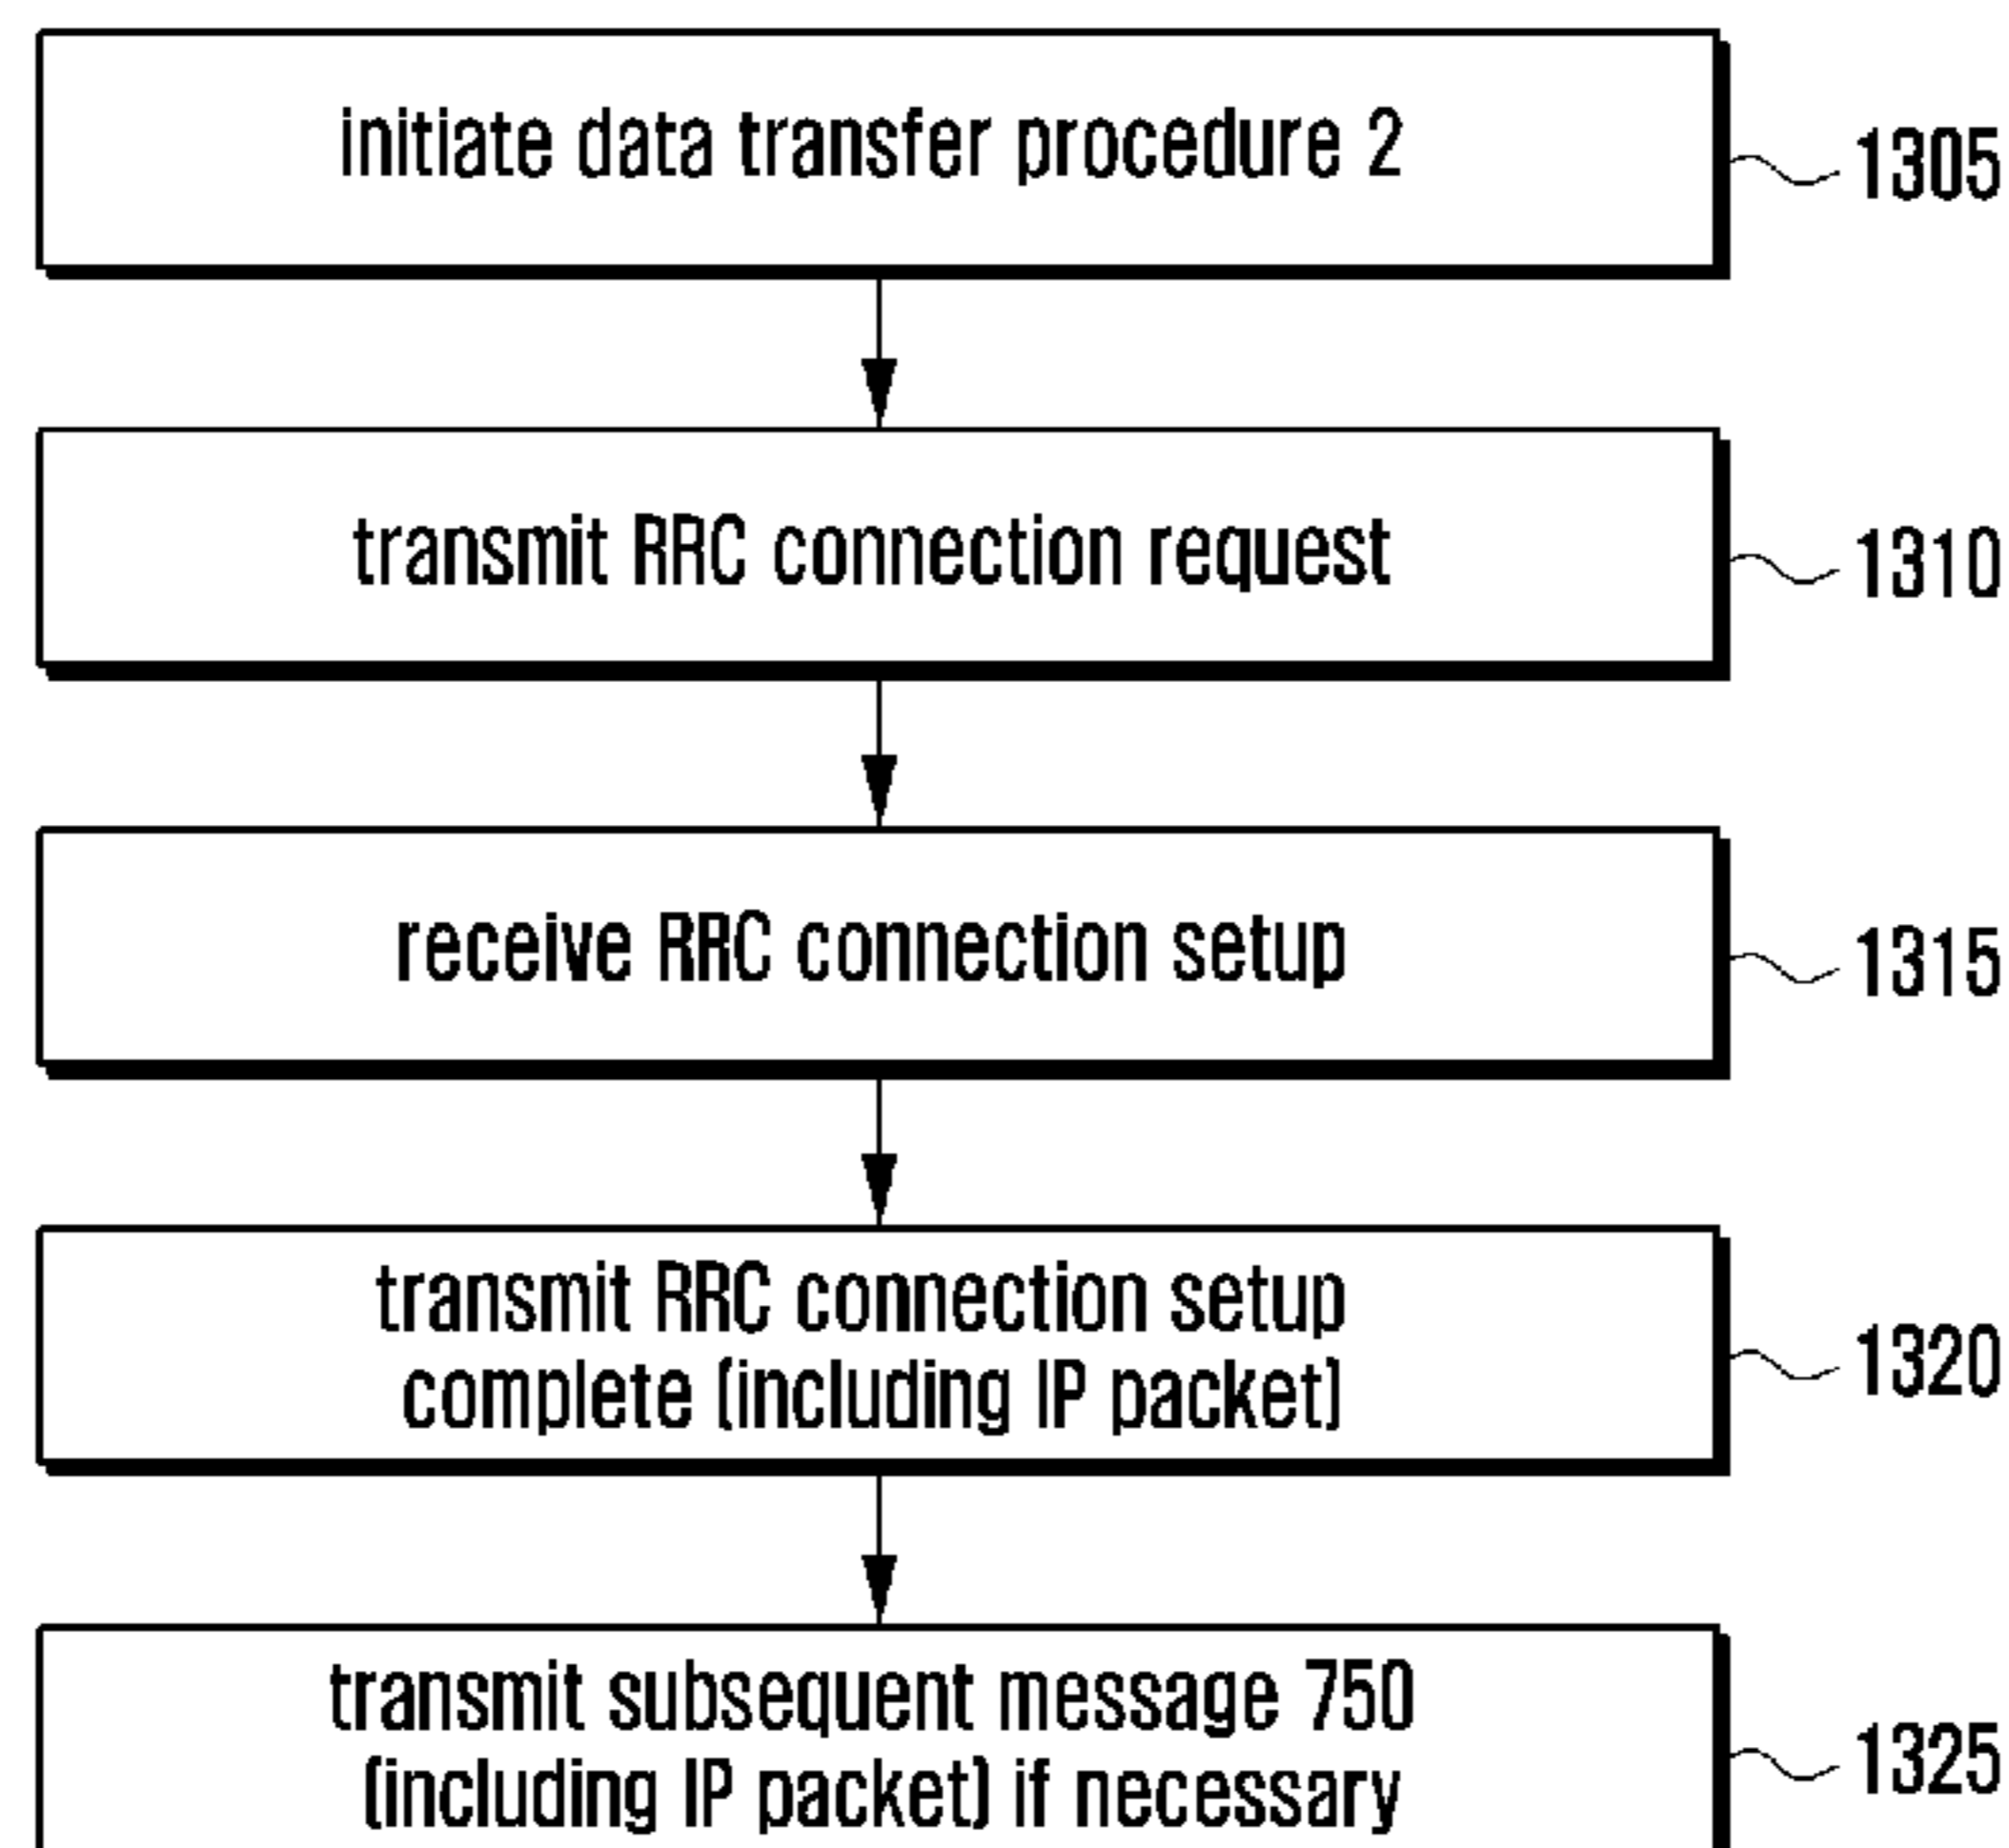 initiate data transfer procedure 2
1305
transmit RRC connection request
1310
receive RRC connection setup
1315
transmit RRC connection setup
complete (including IP packet)
1320
transmit subsequent message 750
(including IP packet) if necessary
1325